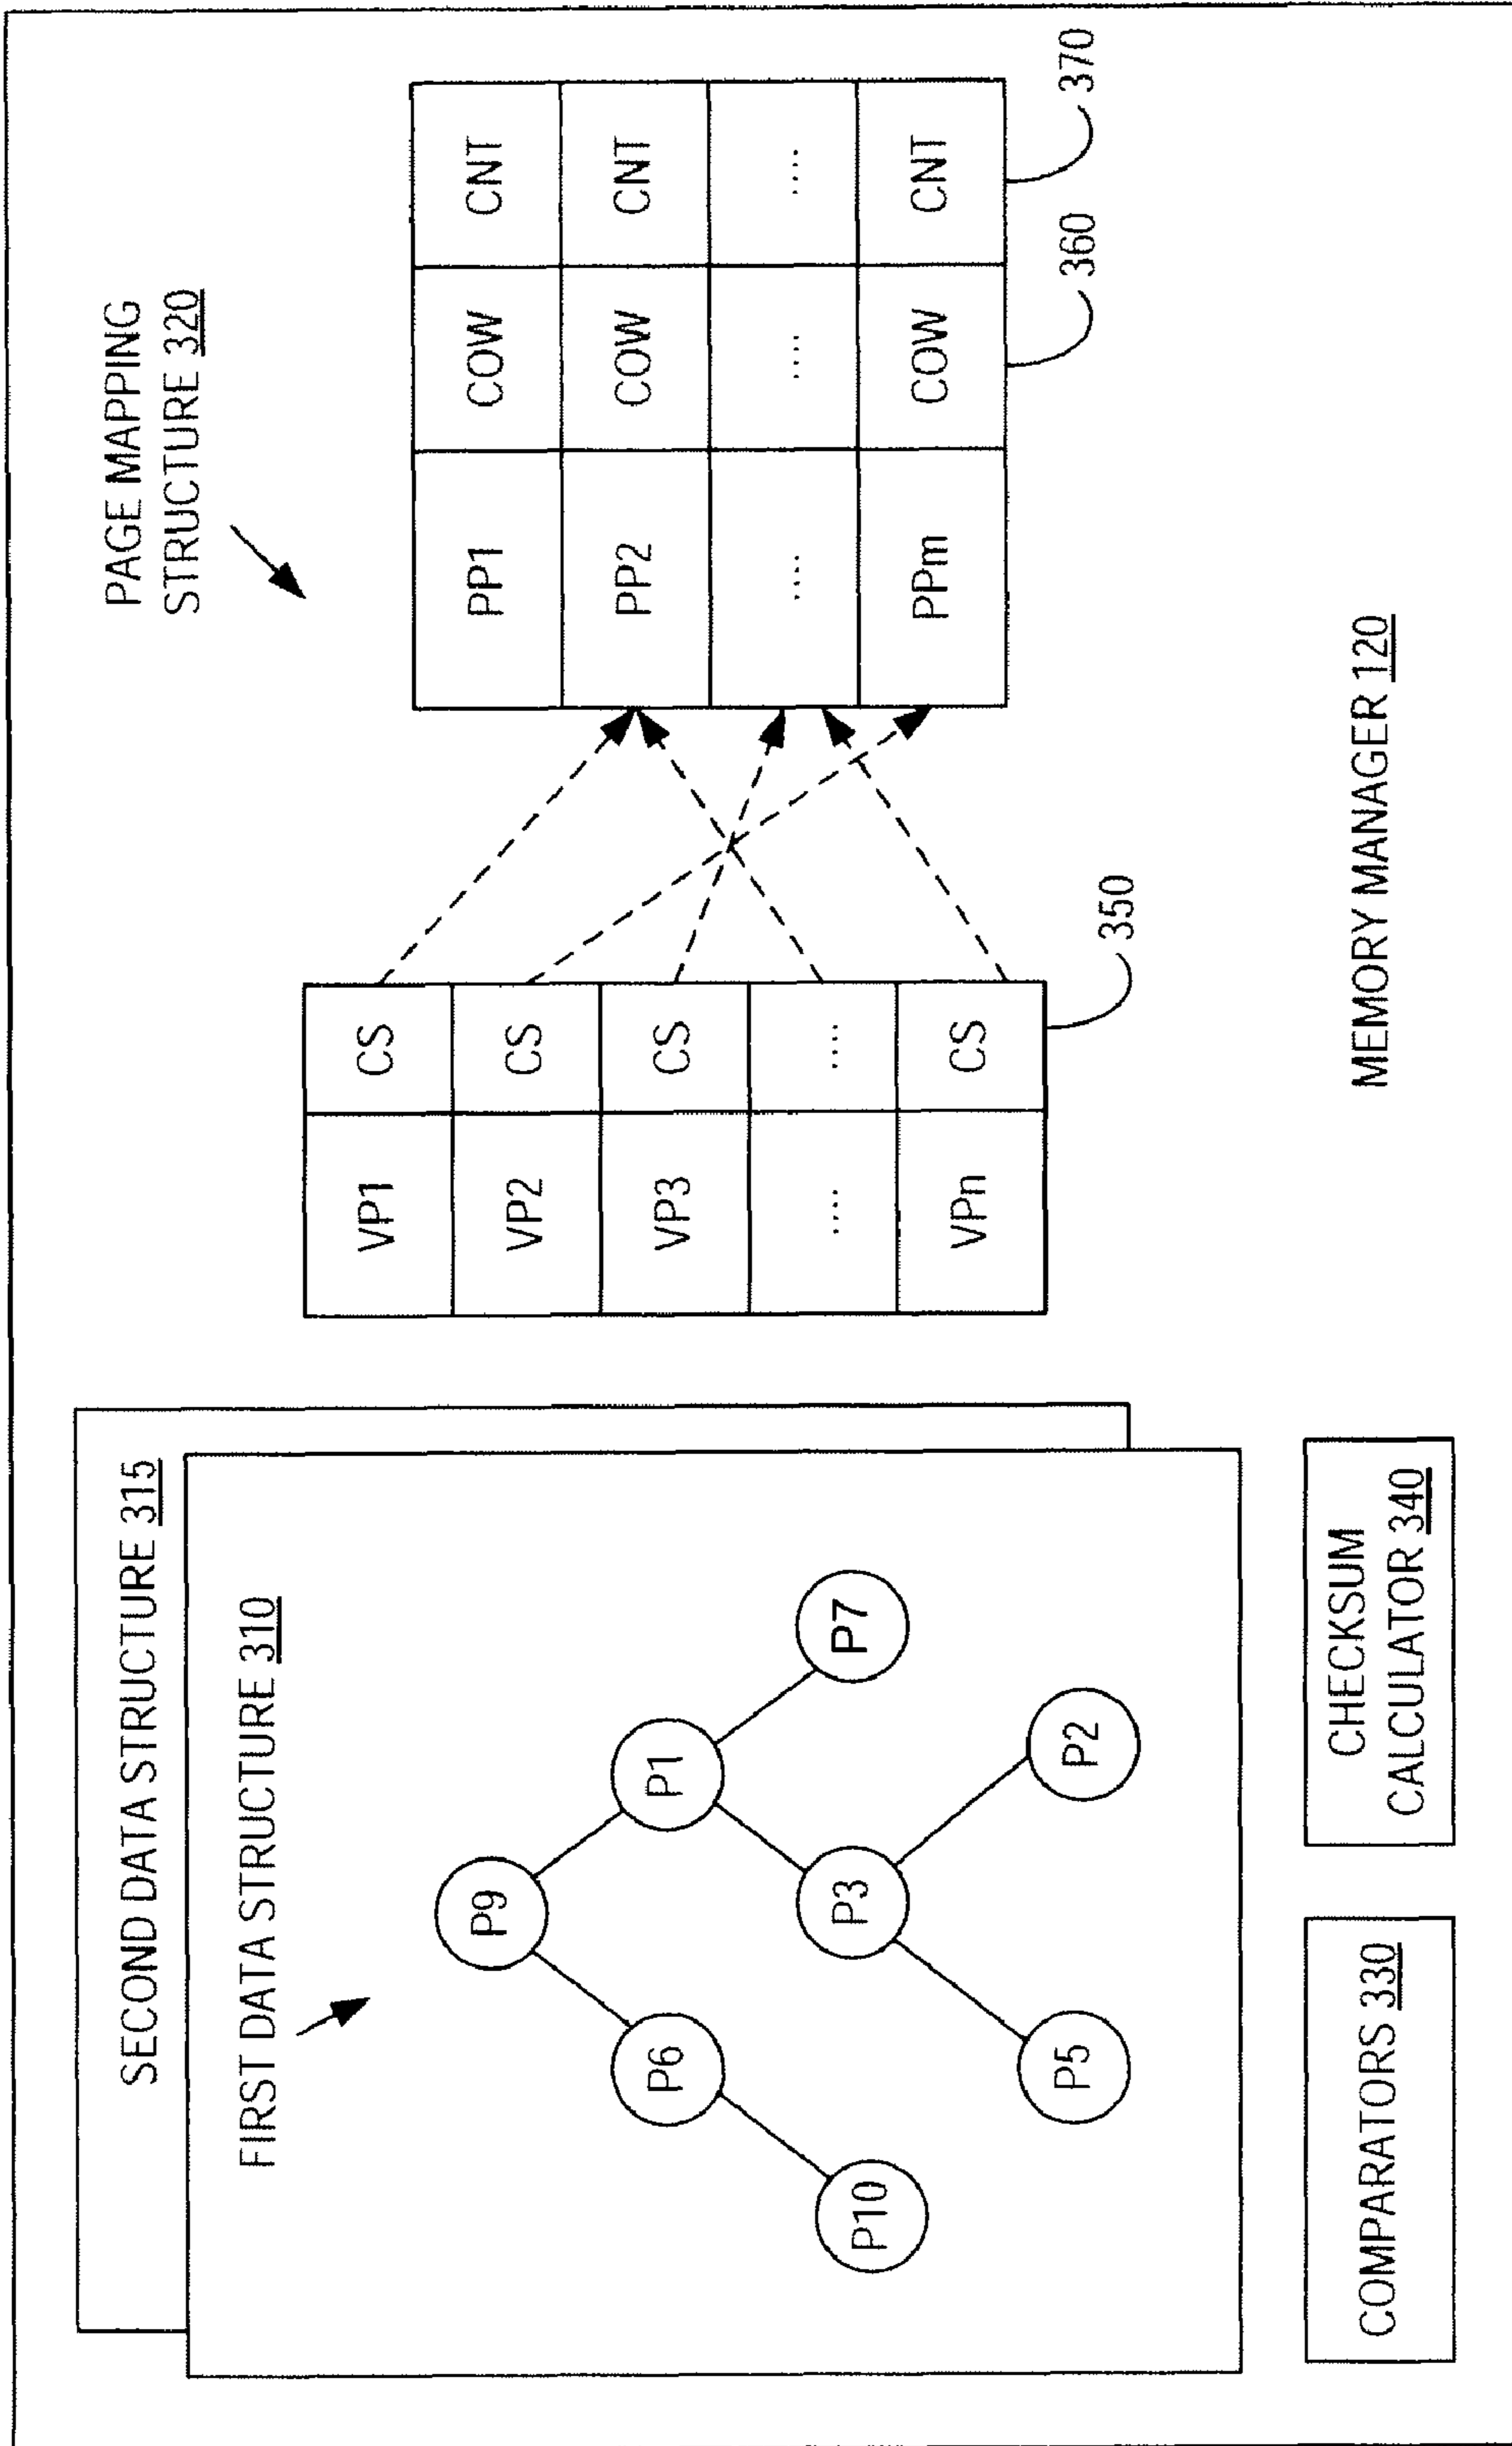 SECOND DATA STRUCTURE 315
FIRST DATA STRUCTURE 310
P9
P6
P1
P10
P3
P7
P5
P2
COMPARATORS 330
CHECKSUM
CALCULATOR 340
PAGE MAPPING
STRUCTURE 320
VP1 CS
VP2 CS
VP3 CS
.... ....
VPn CS
350
PP1 COW CNT
PP2 COW CNT
.... .... ....
PPm COW CNT
360
370
MEMORY MANAGER 120